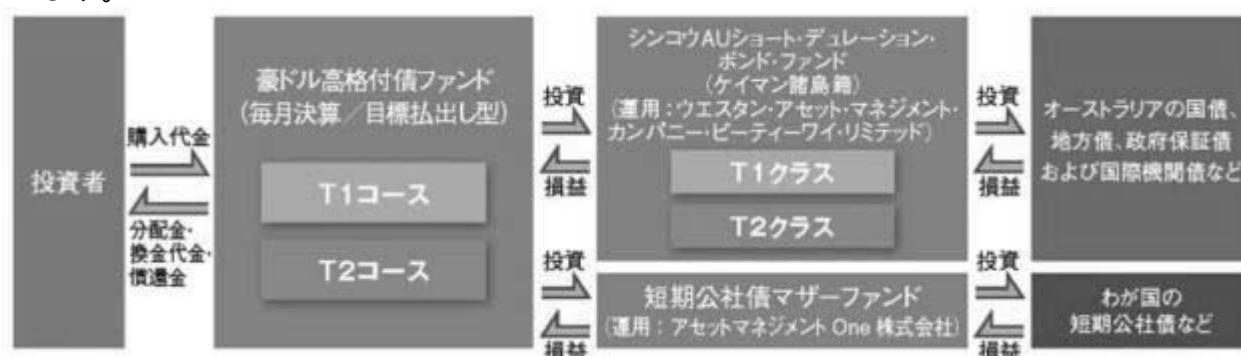 投資者
購入代金
分配金・
換金代金・
償還金
豪ドル高格付債ファンド
(毎月決算/目標払出し型)
T1コース
T2コース
投資
損益
投資
損益
シンコウAUショート・デュレーション・
ボンド・ファンド
(ケイマン諸島籍)
(運用:ウエスタン・アセット・マネジメント・
カンパニー・ピーティーワイ・リミテッド)
T1クラス
T2クラス
短期公社債マザーファンド
(運用:アセットマネジメント One 株式会社)
投資
損益
投資
損益
オーストラリアの国債、
地方債、政府保証債
および国際機関債など
わが国の
短期公社債など